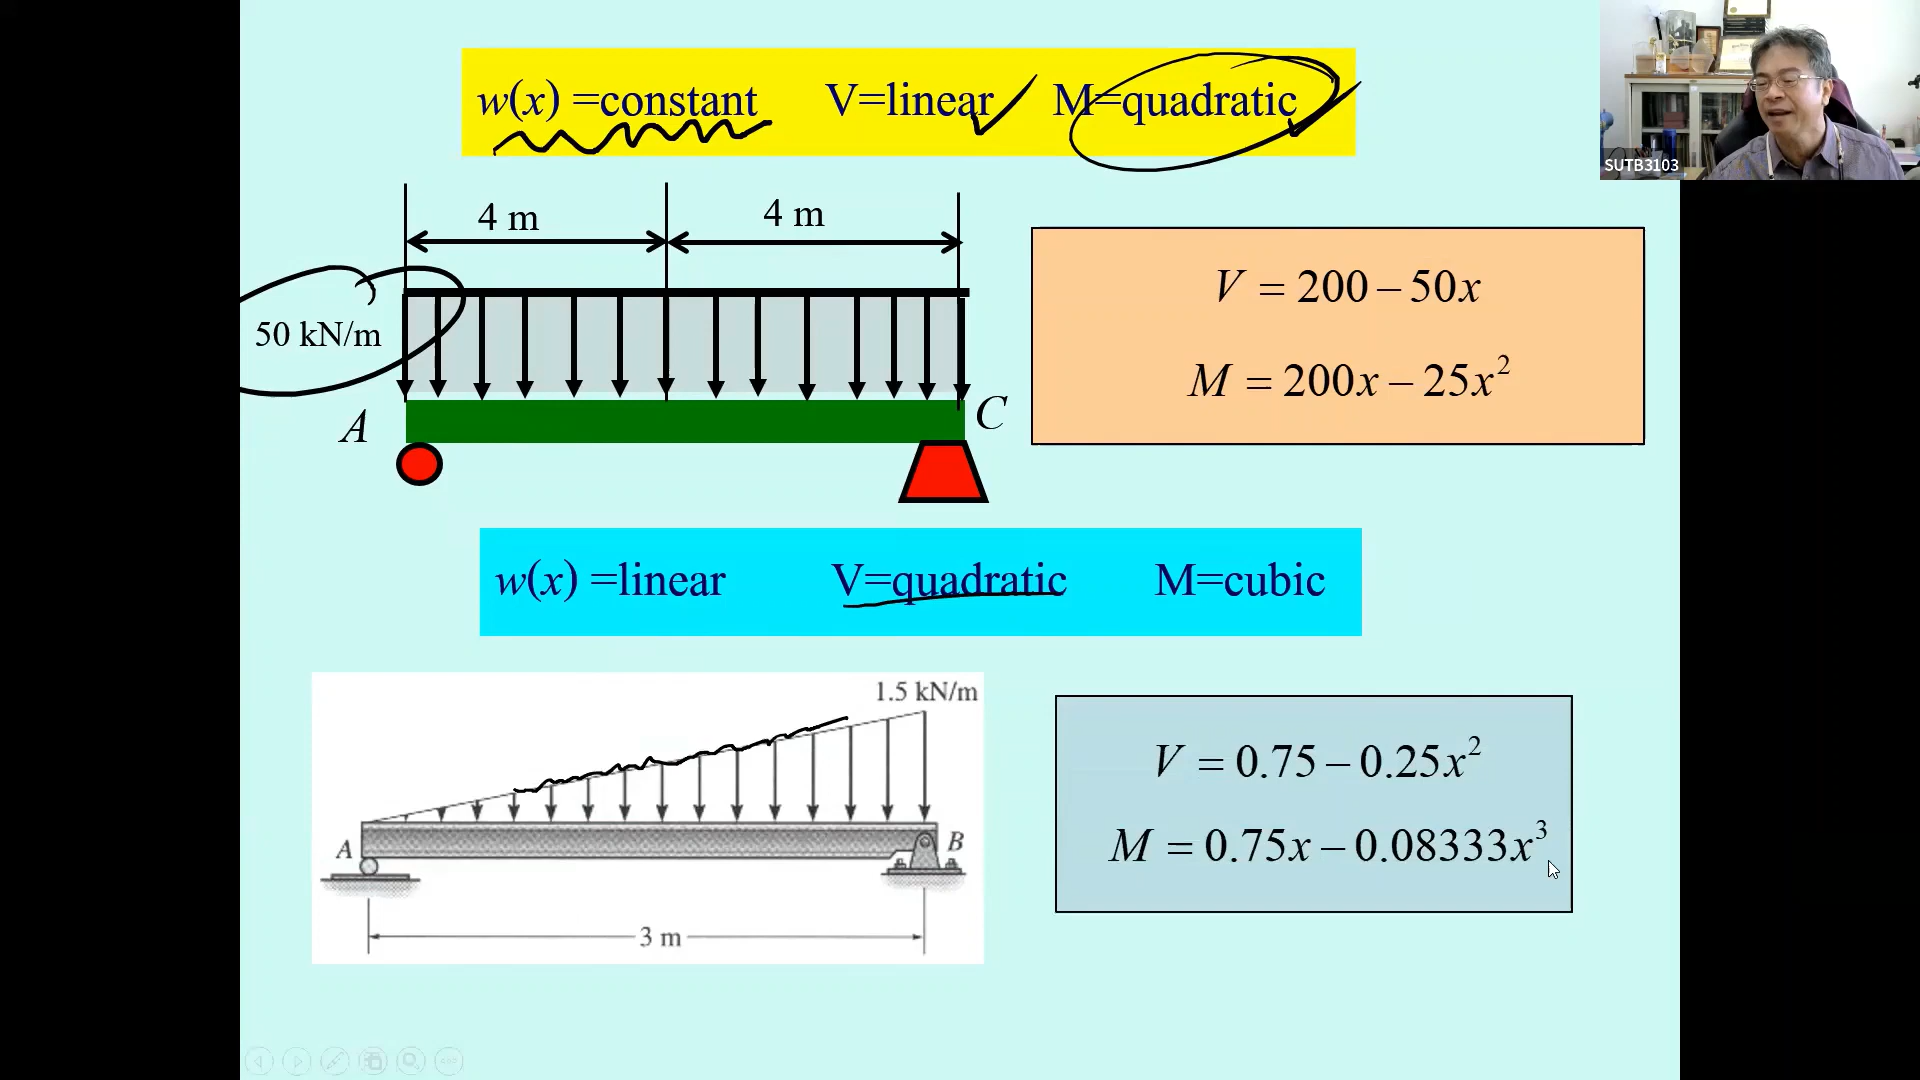 w(x) =constant V=linear M=quadratic
SUTB3103
4 m 4 m
50 kN/m
A C
V = 200 – 50x
M = 200x – 25x²
w(x) =linear V=quadratic M=cubic
1.5 kN/m
A B
3 m
V = 0.75 – 0.25x²
M = 0.75x – 0.08333x³